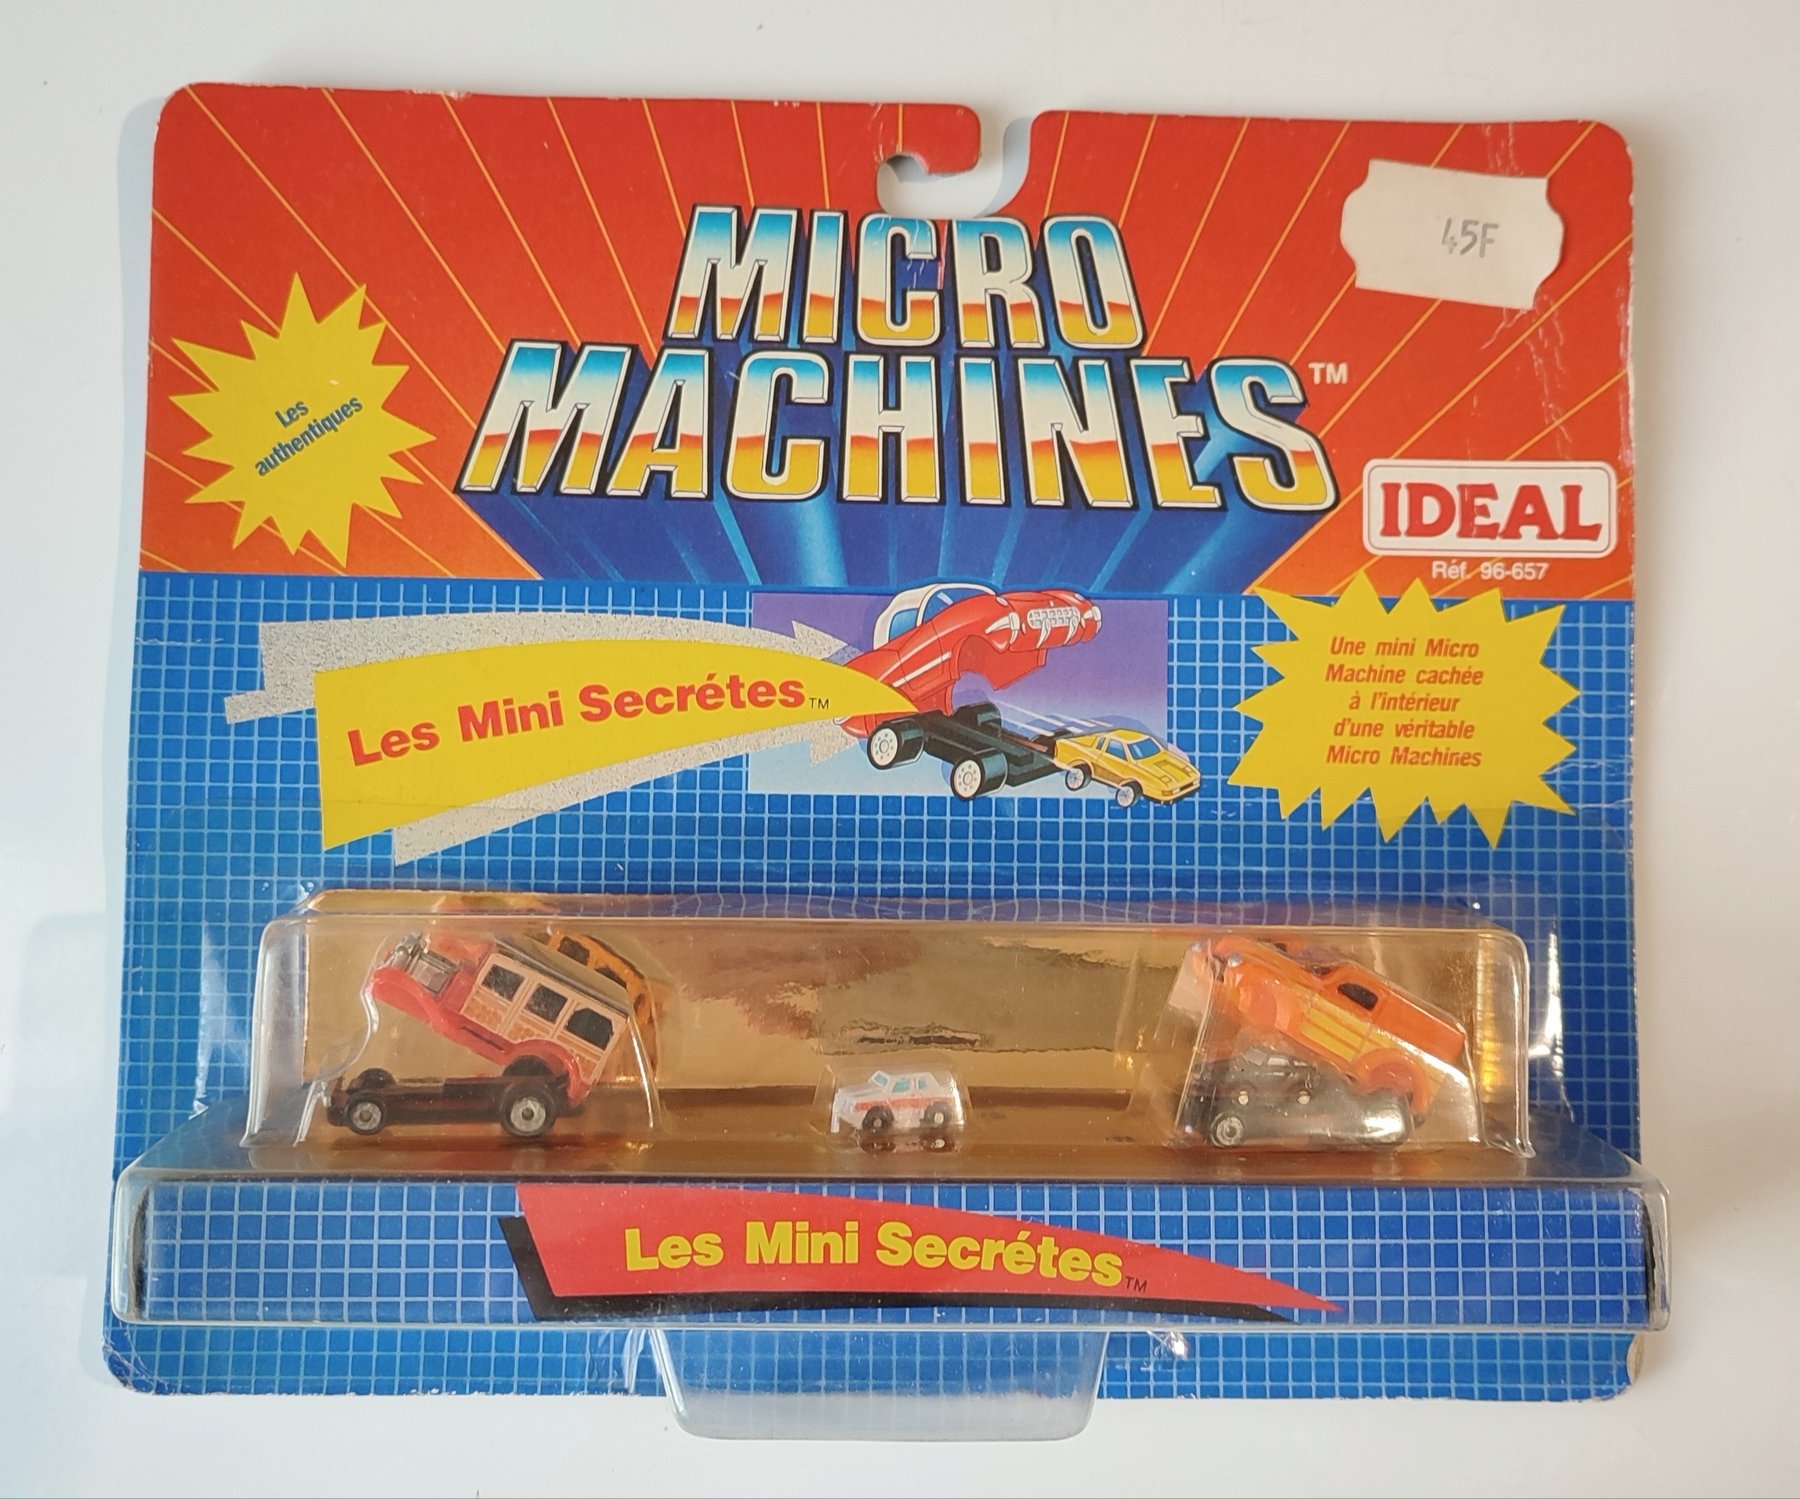 MICRO
MACHINES™
45F
Les
authentiques
IDEAL
Réf. 96-657
Les Mini Secrétes™
Une mini Micro
Machine cachée
à l'intérieur
d'une véritable
Micro Machines
Les Mini Secrétes™